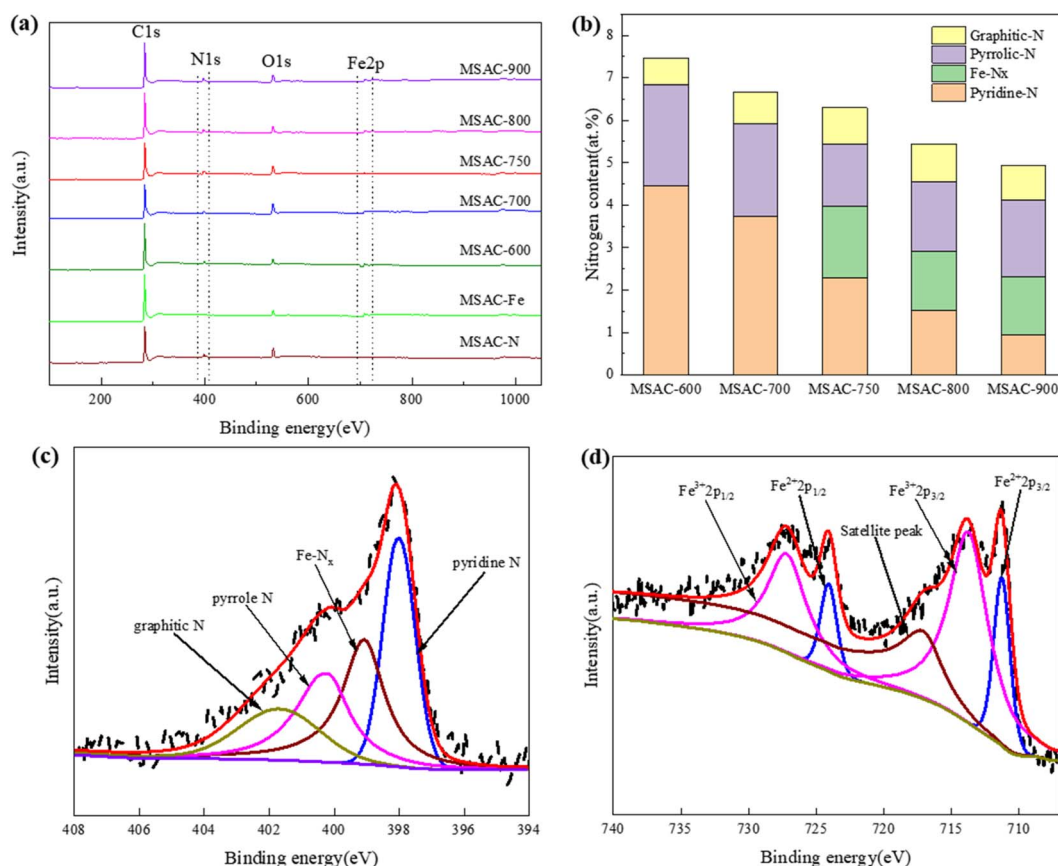 (a)
C1s
N1s
O1s
Fe2p
MSAC-900
MSAC-800
MSAC-750
MSAC-700
MSAC-600
MSAC-Fe
MSAC-N
Intensity(a.u.)
200 400 600 800 1000
Binding energy(eV)
(b)
8
7
6
5
4
3
2
1
0
Nitrogen content(at.%)
Graphitic-N
Pyrrolic-N
Fe-Nx
Pyridine-N
MSAC-600 MSAC-700 MSAC-750 MSAC-800 MSAC-900
(c)
Fe-Nx
pyrrole N
graphitic N
pyridine N
Intensity(a.u.)
408 406 404 402 400 398 396 394
Binding energy(eV)
(d)
Fe3+2p1/2
Fe2+2p1/2
Fe3+2p3/2
Fe2+2p3/2
Satellite peak
Intensity(a.u.)
740 735 730 725 720 715 710
Binding energy(eV)